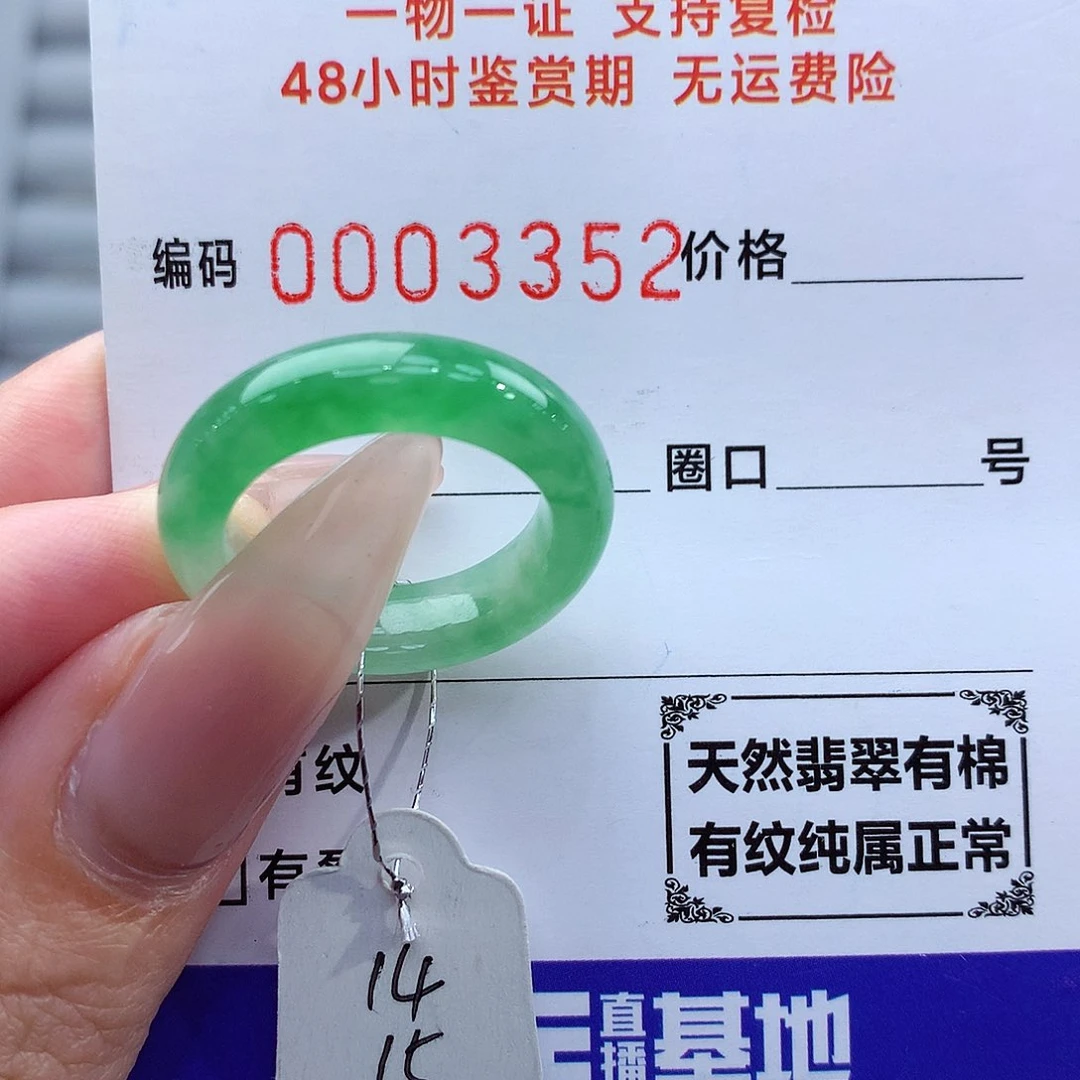 一物一证 支持复检
48小时鉴赏期 无运费险
编码 0003352 价格
圈口 号
有纹
天然翡翠有棉
有纹纯属正常
有
14
15
直播基地